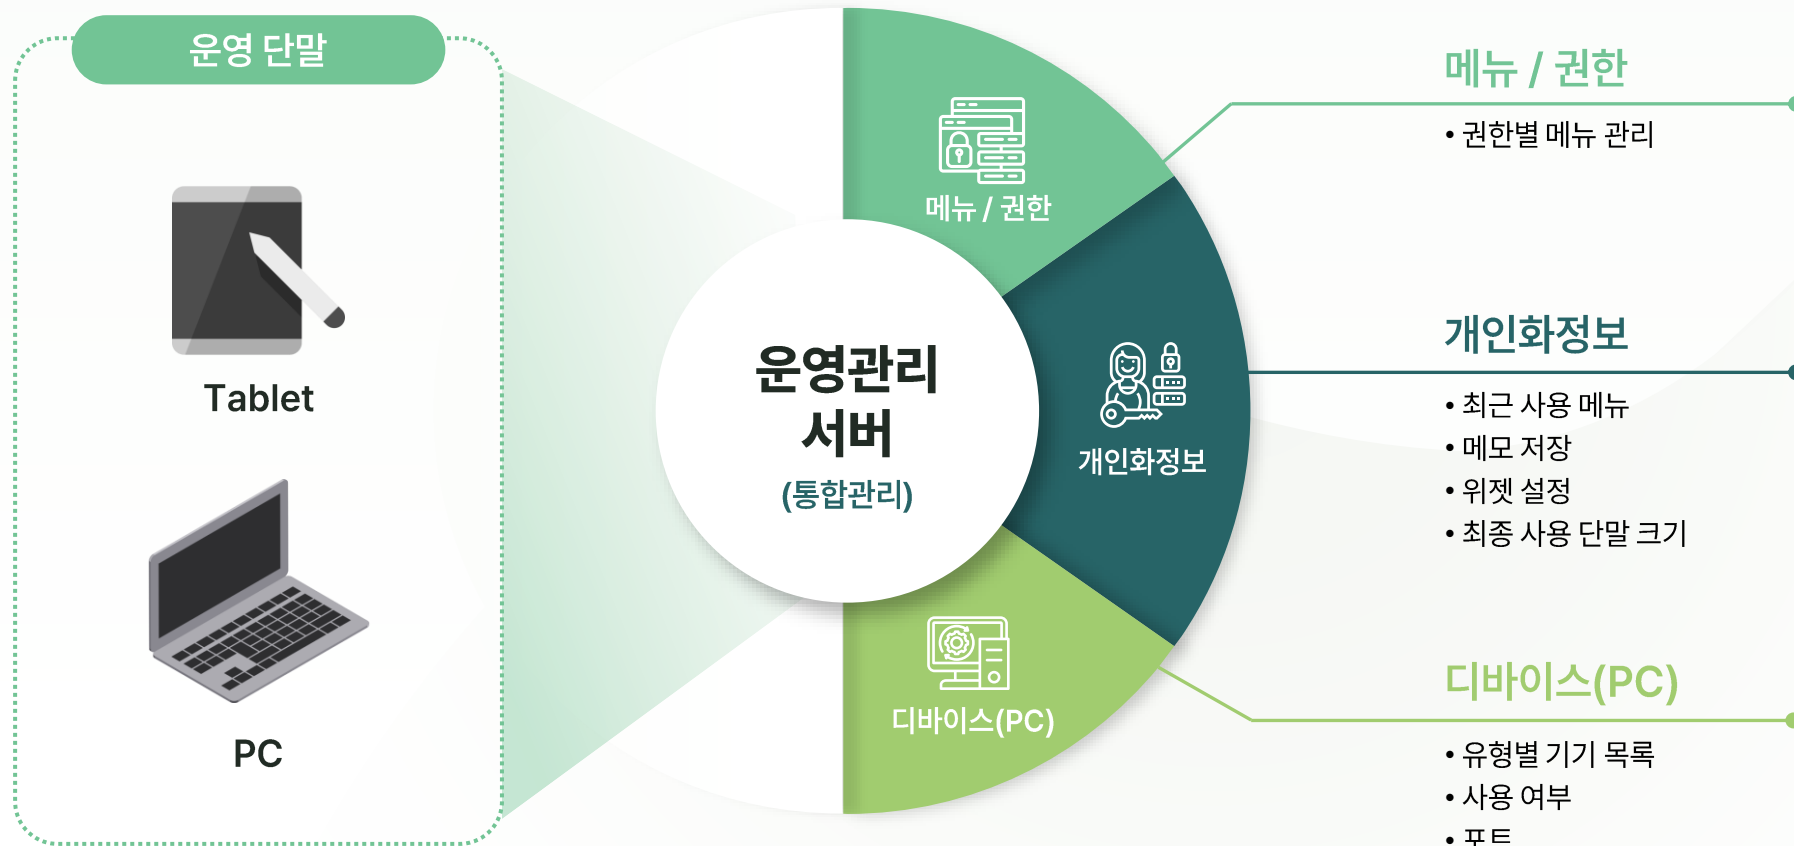 운영 단말
Tablet
PC
운영관리
서버
(통합관리)
메뉴 / 권한
개인화정보
디바이스(PC)
메뉴 / 권한
• 권한별 메뉴 관리
개인화정보
• 최근 사용 메뉴
• 메모 저장
• 위젯 설정
• 최종 사용 단말 크기
디바이스(PC)
• 유형별 기기 목록
• 사용 여부
• 포트